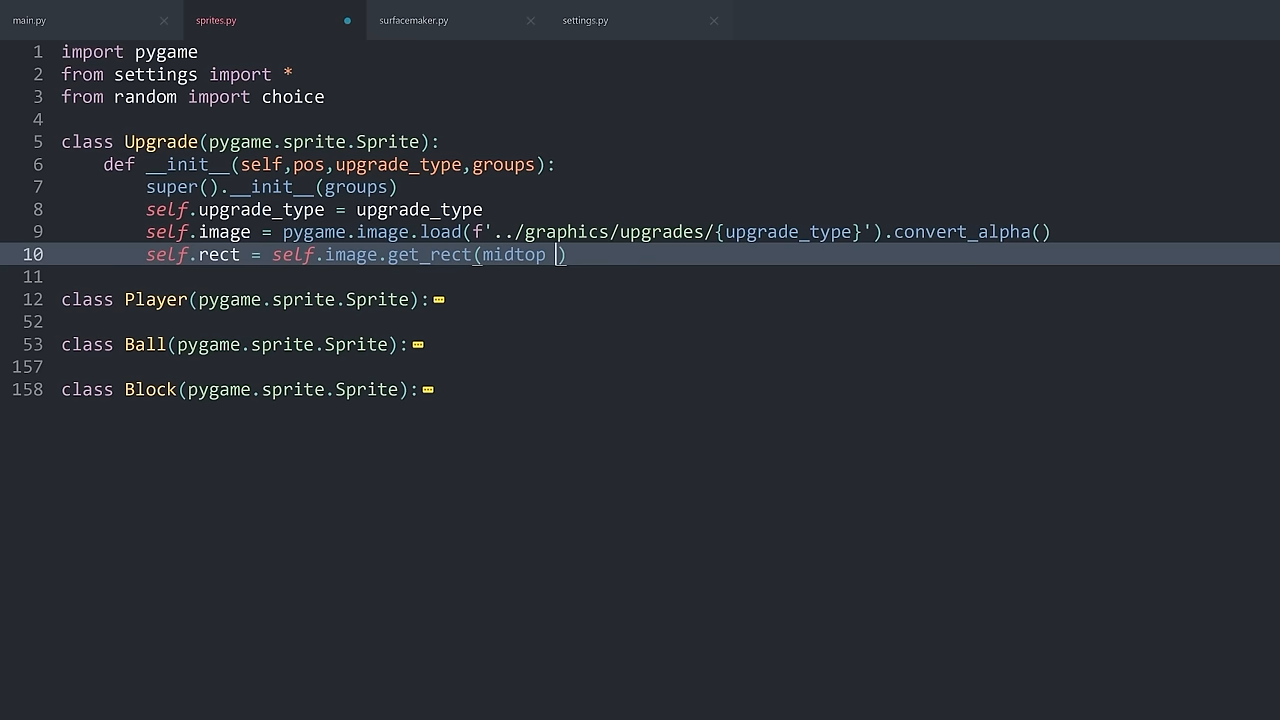 main.py
sprites.py
surfacemaker.py
settings.py
1 import pygame
2 from settings import *
3 from random import choice
4
5 class Upgrade(pygame.sprite.Sprite):
6     def __init__(self,pos,upgrade_type,groups):
7         super().__init__(groups)
8         self.upgrade_type = upgrade_type
9         self.image = pygame.image.load(f'../graphics/upgrades/{upgrade_type}').convert_alpha()
10         self.rect = self.image.get_rect(midtop )
11
12 class Player(pygame.sprite.Sprite):
52
53 class Ball(pygame.sprite.Sprite):
157
158 class Block(pygame.sprite.Sprite):